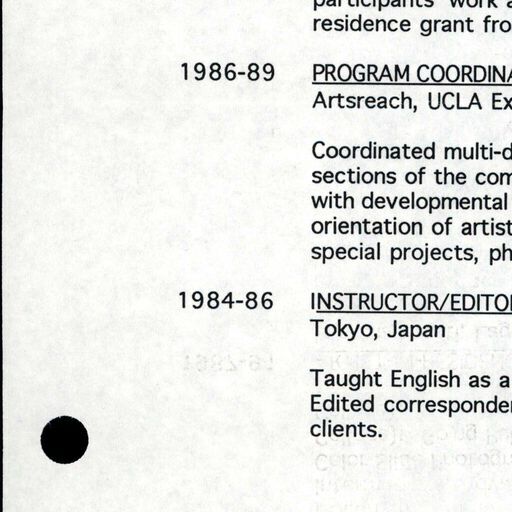 participants' work a
residence grant fro
1986-89 PROGRAM COORDINA
Artsreach, UCLA Ex
Coordinated multi-d
sections of the com
with developmental
orientation of artist
special projects, ph
1984-86 INSTRUCTOR/EDITO
Tokyo, Japan
Taught English as a
Edited corresponde
clients.